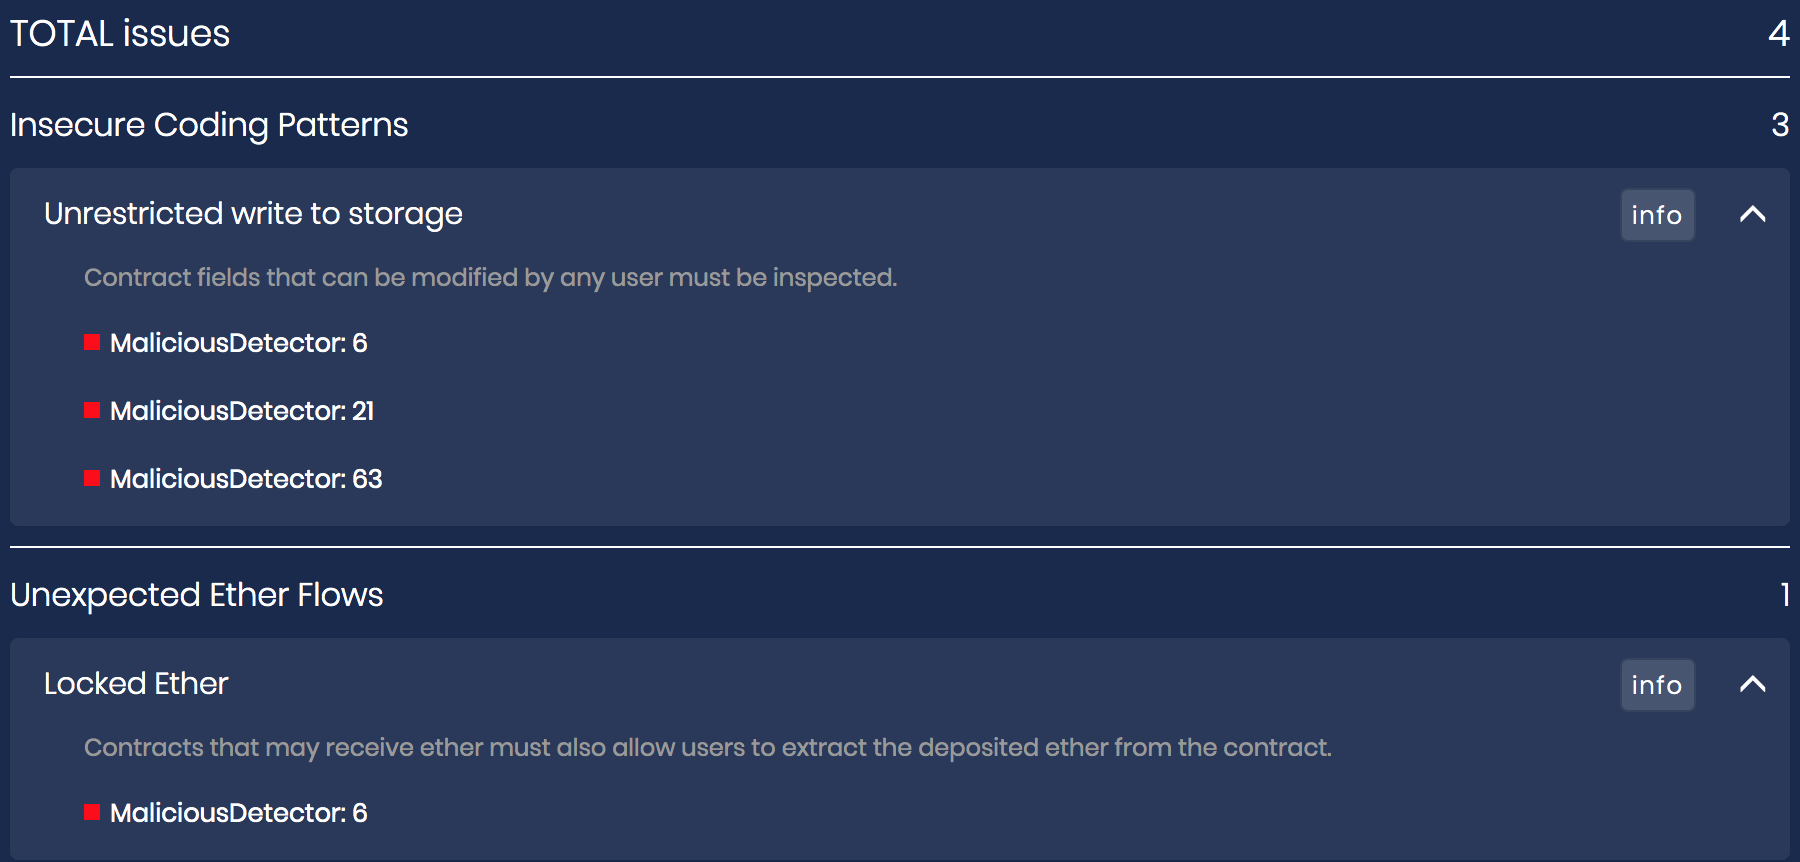 TOTAL issues 4
Insecure Coding Patterns 3
Unrestricted write to storage info
Contract fields that can be modified by any user must be inspected.
MaliciousDetector: 6
MaliciousDetector: 21
MaliciousDetector: 63
Unexpected Ether Flows 1
Locked Ether info
Contracts that may receive ether must also allow users to extract the deposited ether from the contract.
MaliciousDetector: 6